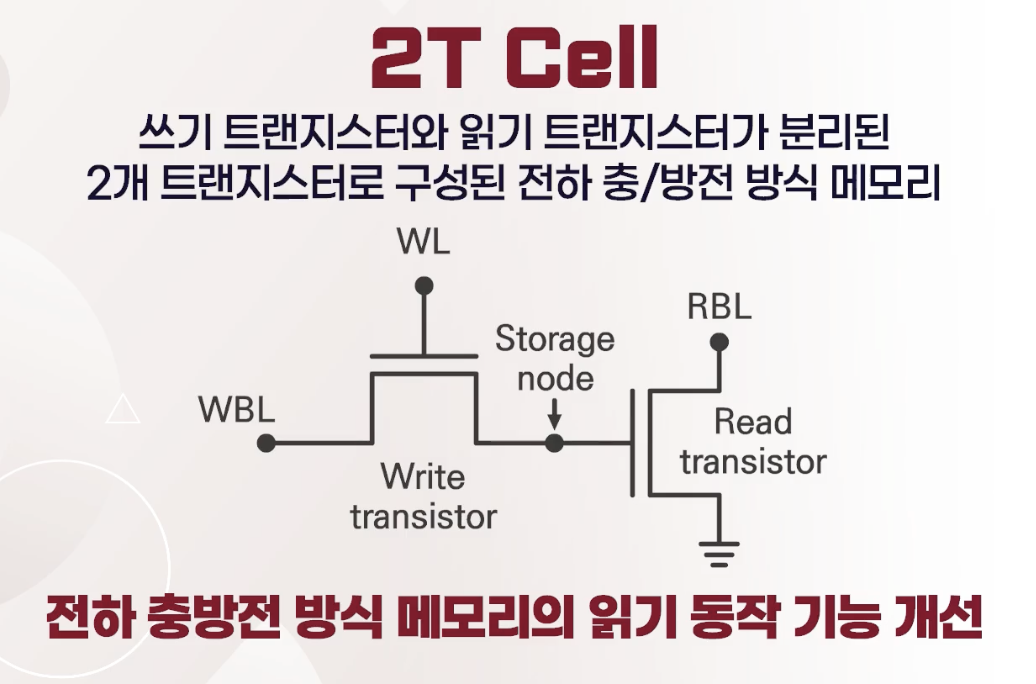 2T Cell
쓰기 트랜지스터와 읽기 트랜지스터가 분리된
2개 트랜지스터로 구성된 전하 충/방전 방식 메모리
WL
RBL
Storage
node
WBL
Read
transistor
Write
transistor
전하 충방전 방식 메모리의 읽기 동작 기능 개선